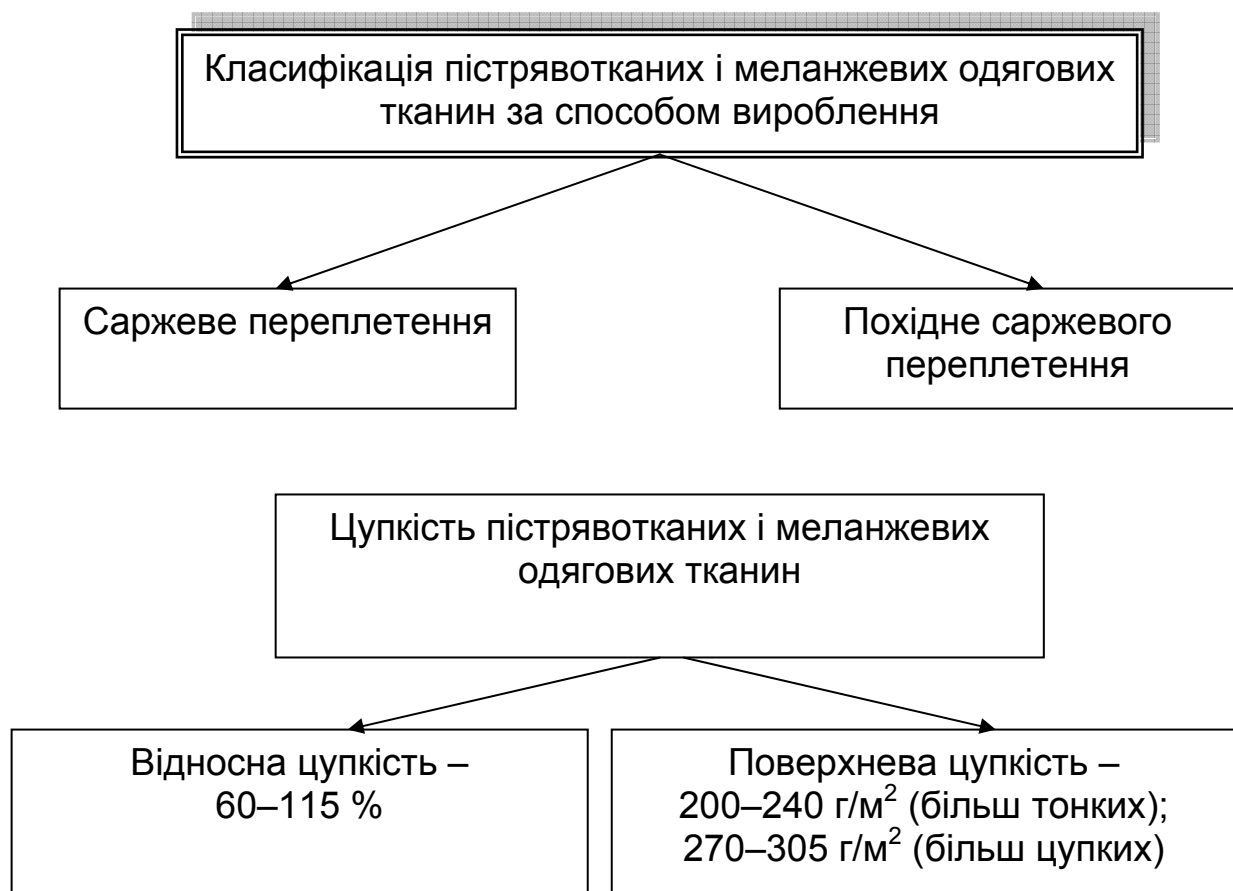 Класифікація пістрявотканих і меланжевих одягових
тканин за способом вироблення
Саржеве переплетення
Похідне саржевого
переплетення
Цупкість пістрявотканих і меланжевих
одягових тканин
Відносна цупкість –
60–115 %
Поверхнева цупкість –
200–240 г/м² (більш тонких);
270–305 г/м² (більш цупких)